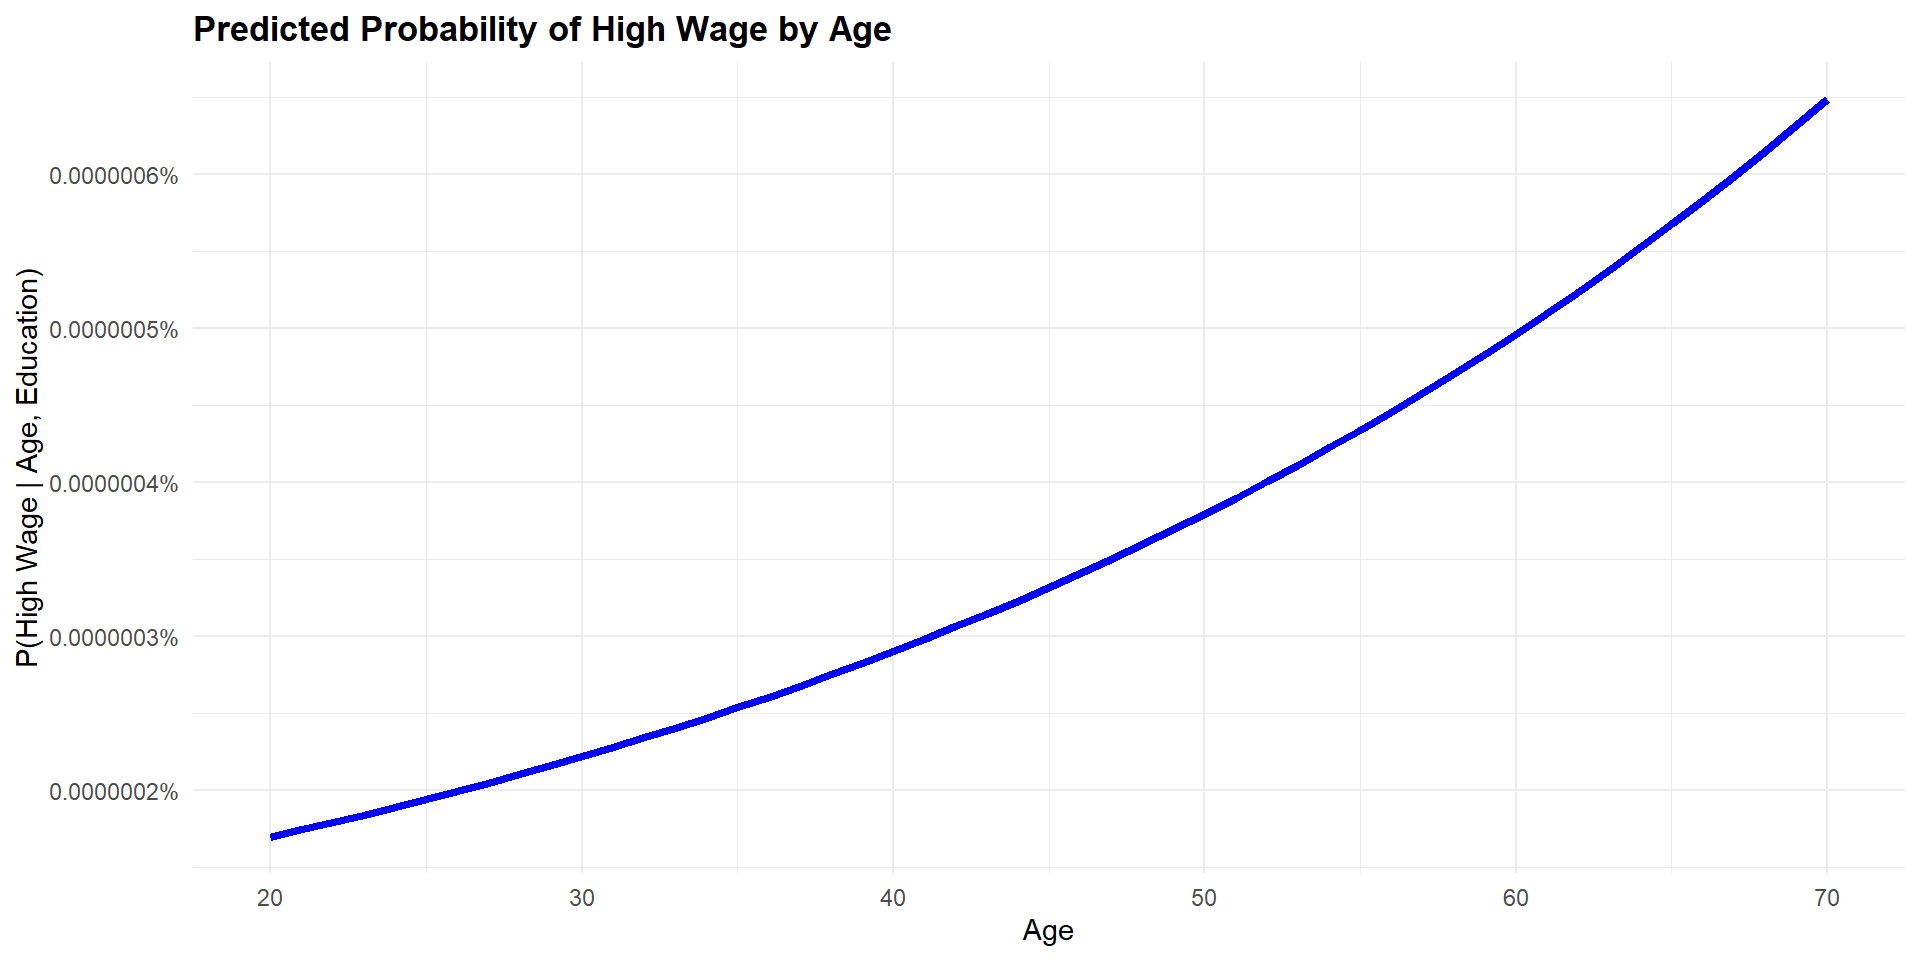 Predicted Probability of High Wage by Age
P(High Wage | Age, Education)
0.0000006%
0.0000005%
0.0000004%
0.0000003%
0.0000002%
20 30 40 50 60 70
Age